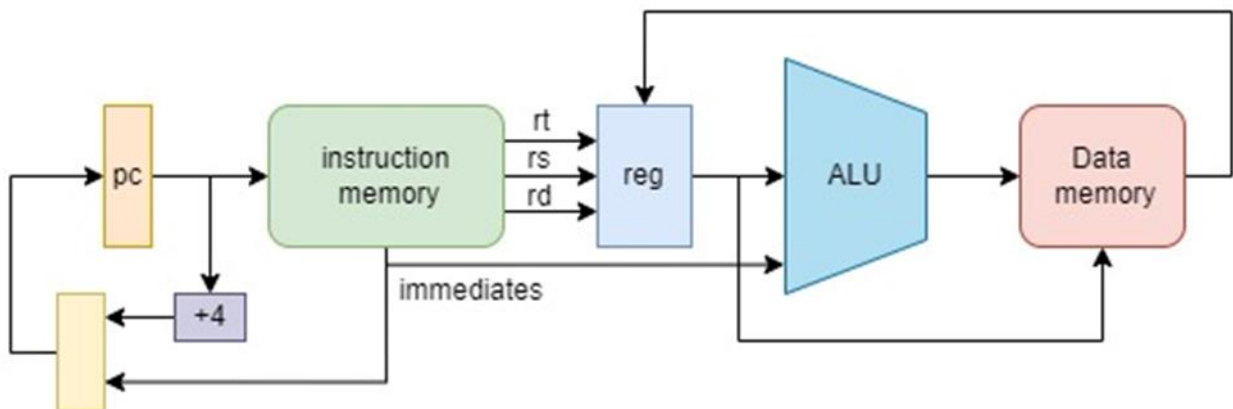 pc
instruction
memory
rt
rs
rd
reg
ALU
Data
memory
immediates
+4